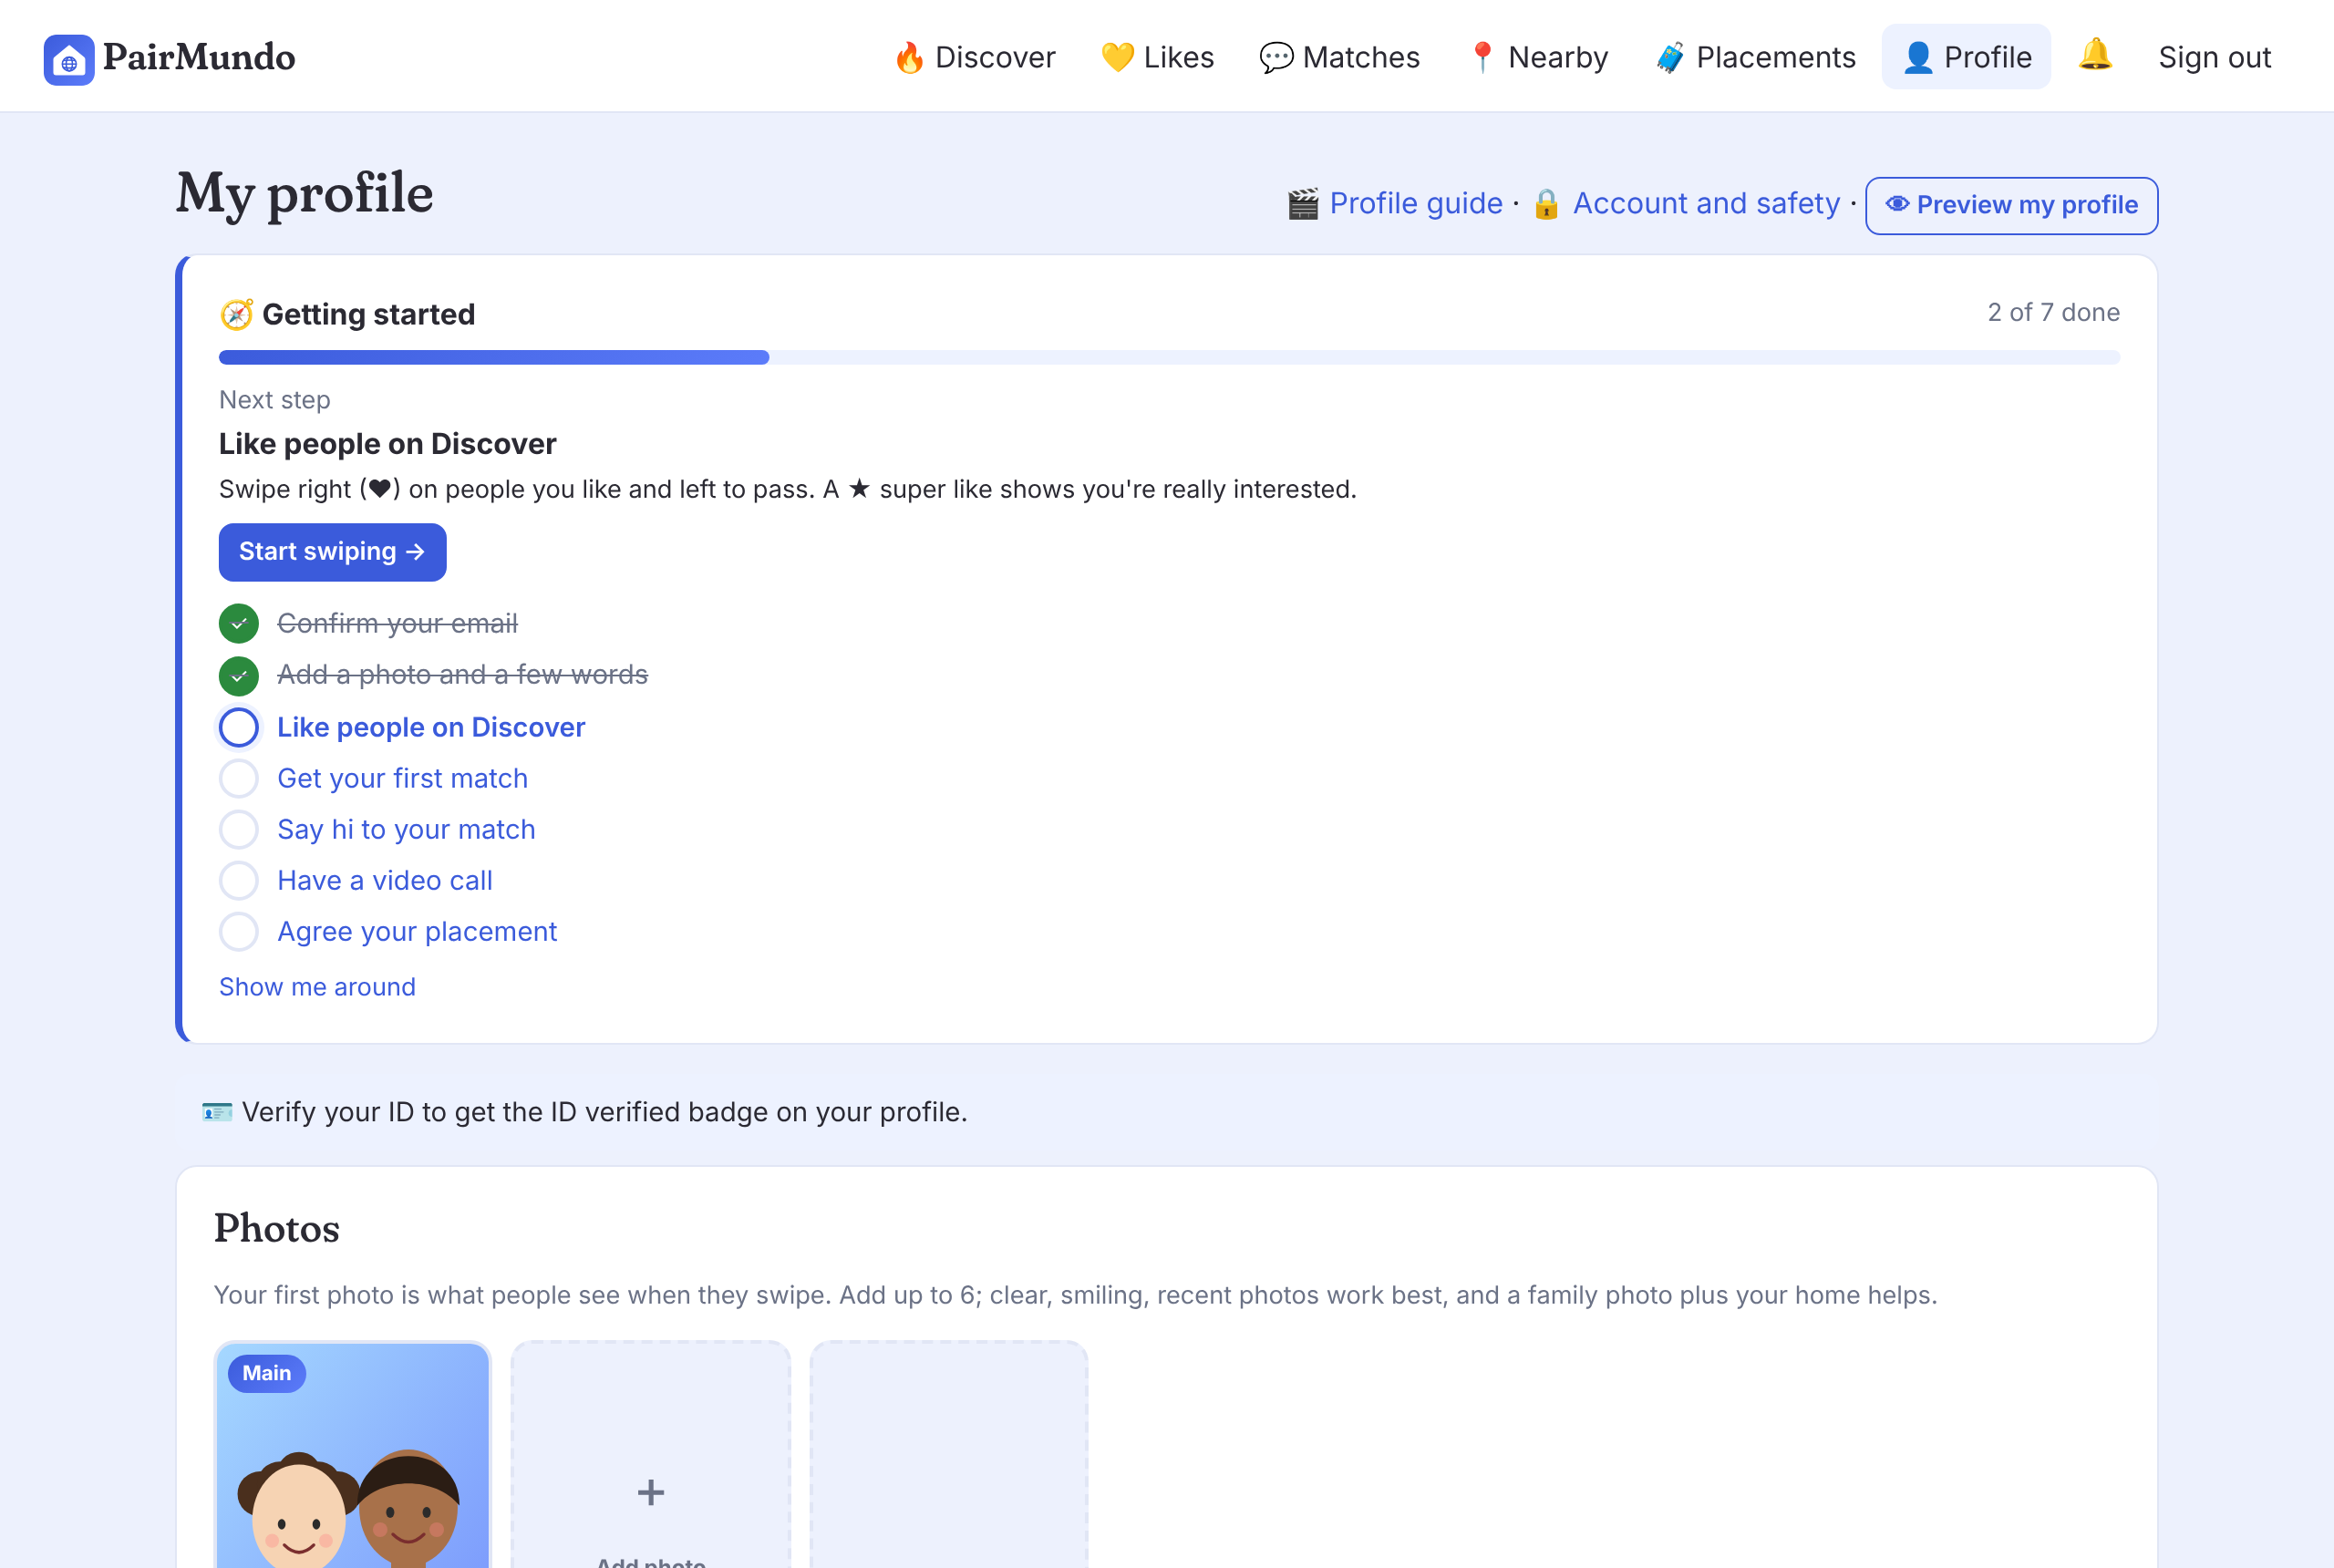 PairMundo
🔥 Discover
💛 Likes
💬 Matches
📍 Nearby
🧳 Placements
👤 Profile
🔔
Sign out
My profile
🎬 Profile guide · 🔒 Account and safety · 👁 Preview my profile
🧭 Getting started
2 of 7 done
Next step
Like people on Discover
Swipe right (♥) on people you like and left to pass. A ★ super like shows you're really interested.
Start swiping →
Confirm your email
Add a photo and a few words
Like people on Discover
Get your first match
Say hi to your match
Have a video call
Agree your placement
Show me around
🪪 Verify your ID to get the ID verified badge on your profile.
Photos
Your first photo is what people see when they swipe. Add up to 6; clear, smiling, recent photos work best, and a family photo plus your home helps.
Main
+
Add photo